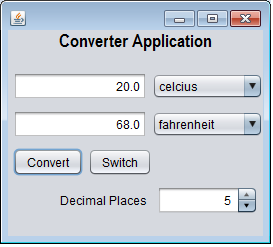 Converter Application
20.0 celcius
68.0 fahrenheit
Convert Switch
Decimal Places 5